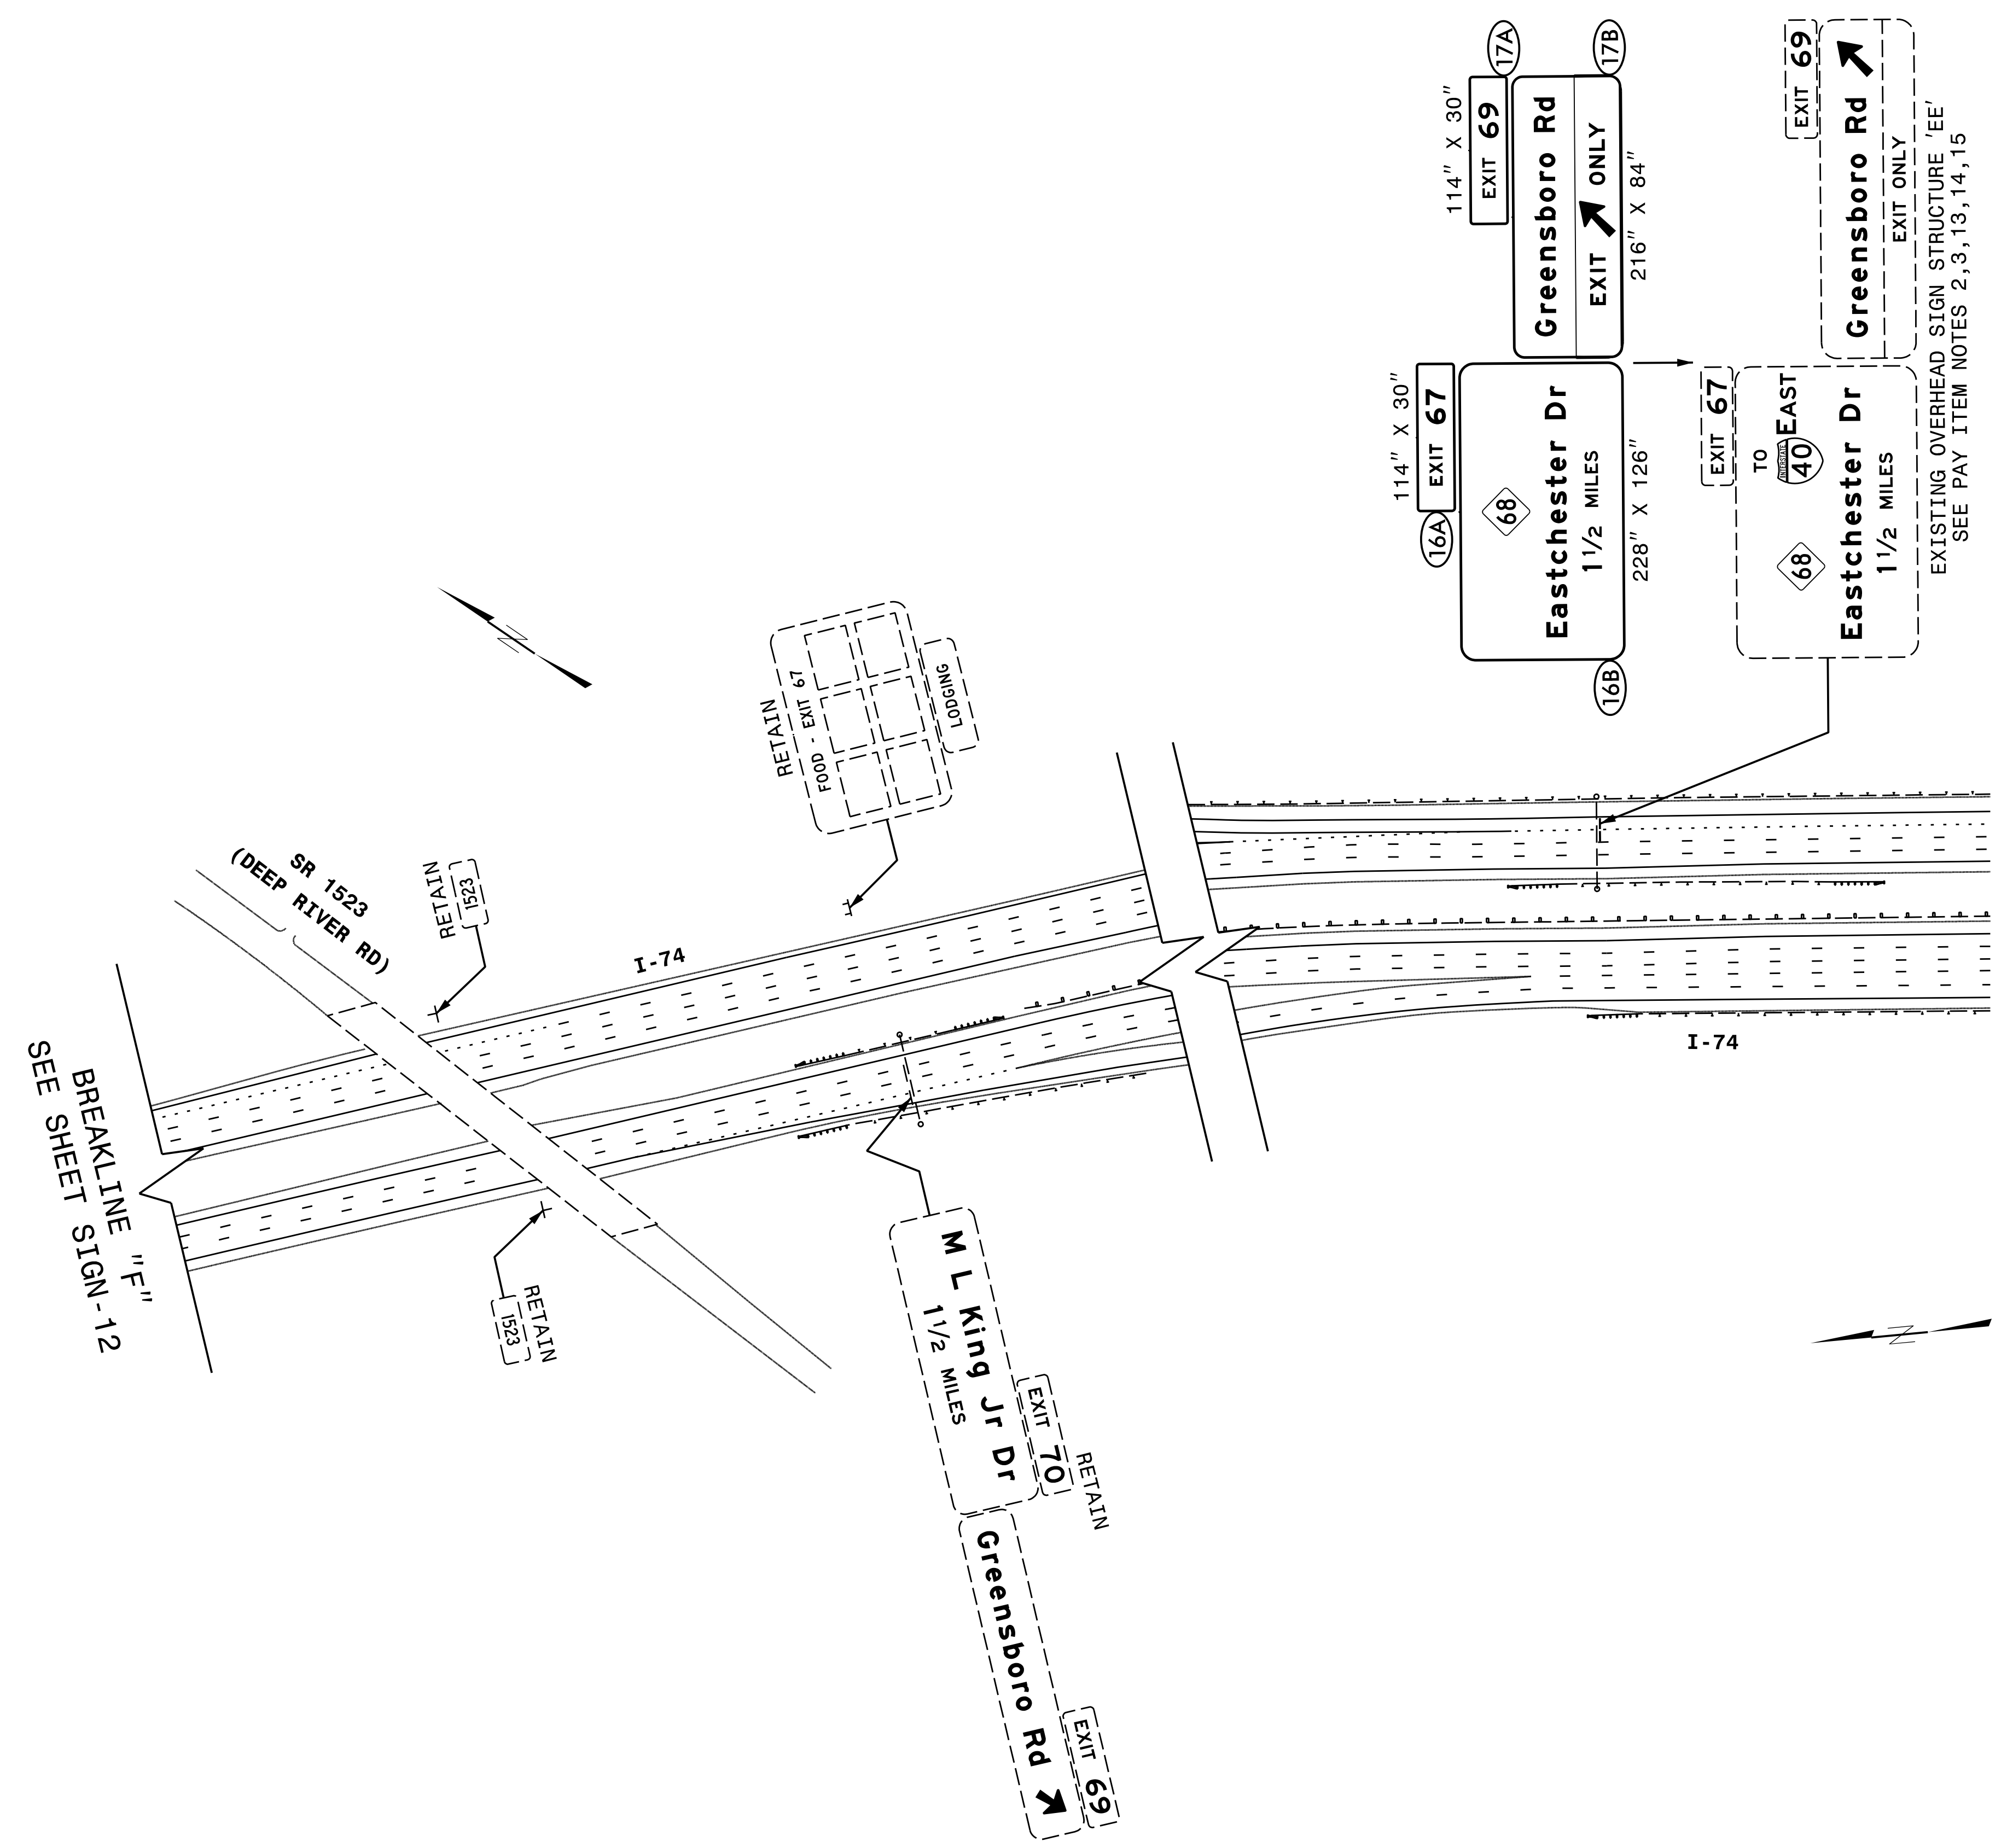 114" X 30"
EXIT 69
17A
Greensboro Rd
EXIT ONLY
17B
216" X 84"
114" X 30"
EXIT 67
16A
68
Eastchester Dr
1 1/2 MILES
16B
228" X 126"
EXIT 69
Greensboro Rd
EXIT ONLY
EXIT 67
TO
INTERSTATE
40
EAST
68
Eastchester Dr
1 1/2 MILES
EXISTING OVERHEAD SIGN STRUCTURE 'EE'
SEE PAY ITEM NOTES 2,3,13,14,15
N
RETAIN
FOOD - EXIT 67
LODGING
SR 1523
(DEEP RIVER RD)
RETAIN
1523
I-74
I-74
BREAKLINE "F"
SEE SHEET SIGN-12
RETAIN
1523
M L King Jr Dr
1 1/2 MILES
EXIT 70
RETAIN
Greensboro Rd
EXIT 69
N